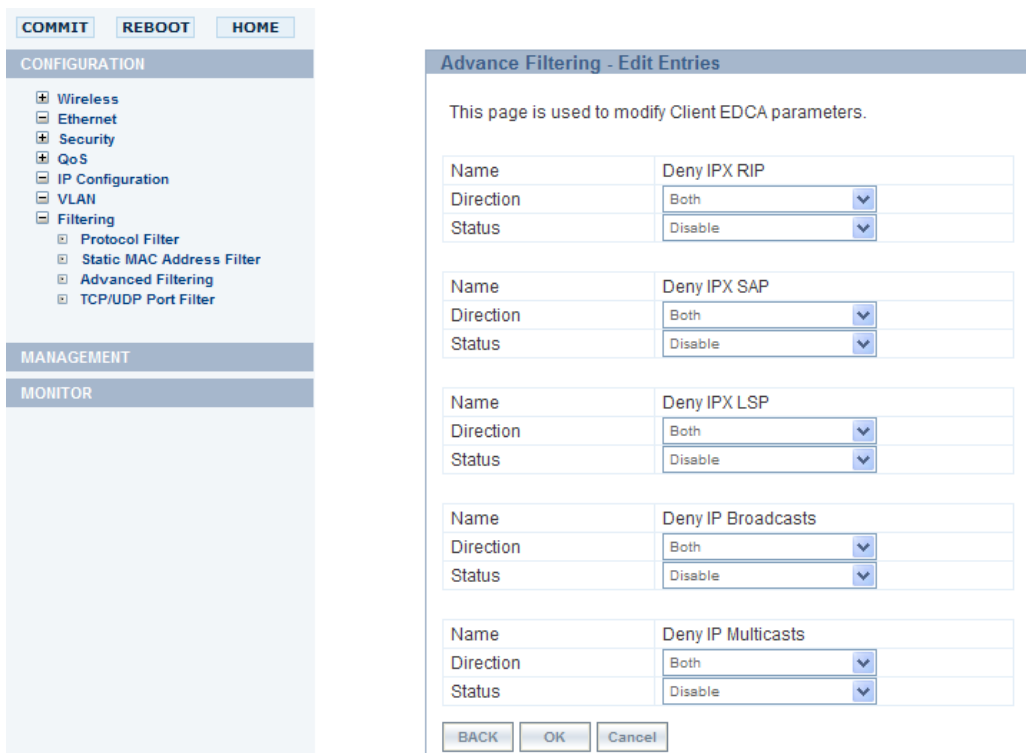 COMMIT REBOOT HOME
CONFIGURATION
Wireless
Ethernet
Security
QoS
IP Configuration
VLAN
Filtering
Protocol Filter
Static MAC Address Filter
Advanced Filtering
TCP/UDP Port Filter
MANAGEMENT
MONITOR
Advance Filtering - Edit Entries
This page is used to modify Client EDCA parameters.
Name Deny IPX RIP
Direction Both
Status Disable
Name Deny IPX SAP
Direction Both
Status Disable
Name Deny IPX LSP
Direction Both
Status Disable
Name Deny IP Broadcasts
Direction Both
Status Disable
Name Deny IP Multicasts
Direction Both
Status Disable
BACK OK Cancel